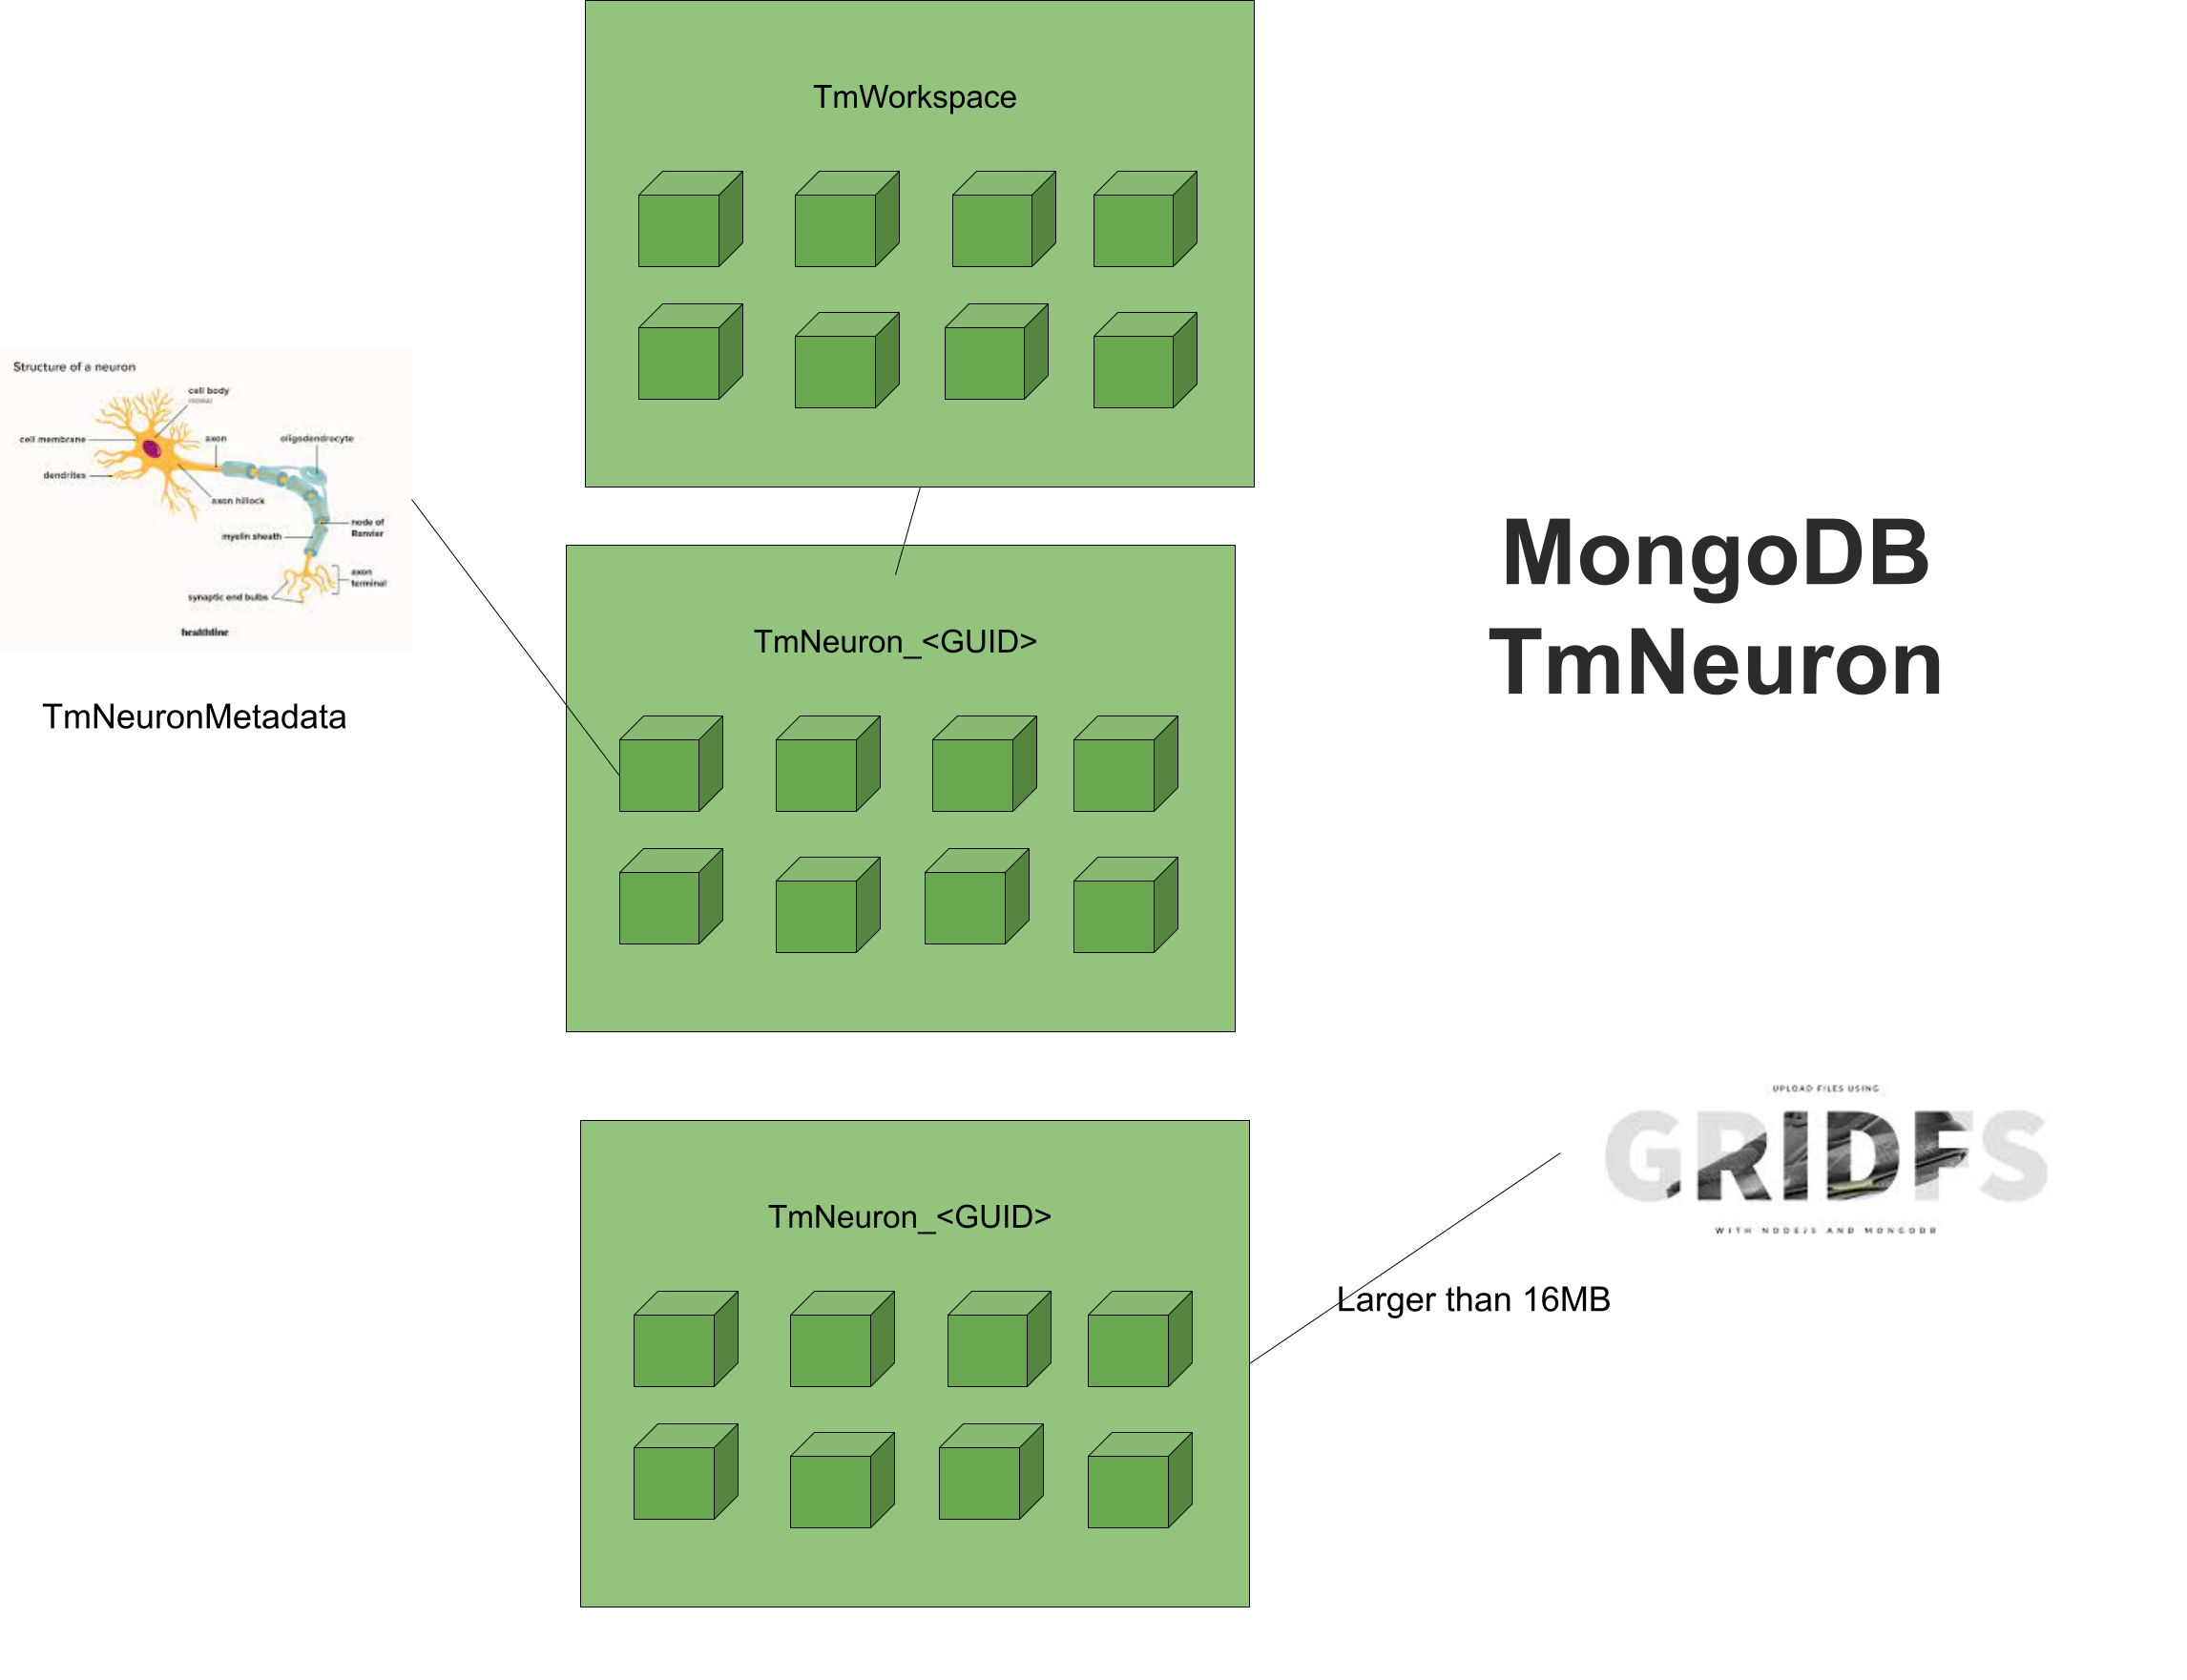 TmWorkspace
Structure of a neuron
cell body
cell membrane
axon
oligodendrocyte
dendrites
axon hillock
node of
Ranvier
myelin sheath
axon
terminal
synaptic end bulbs
healthline
TmNeuronMetadata
TmNeuron_<GUID>
MongoDB
TmNeuron
TmNeuron_<GUID>
UPLOAD FILES USING
GRIDFS
WITH NODEJS AND MONGODB
Larger than 16MB